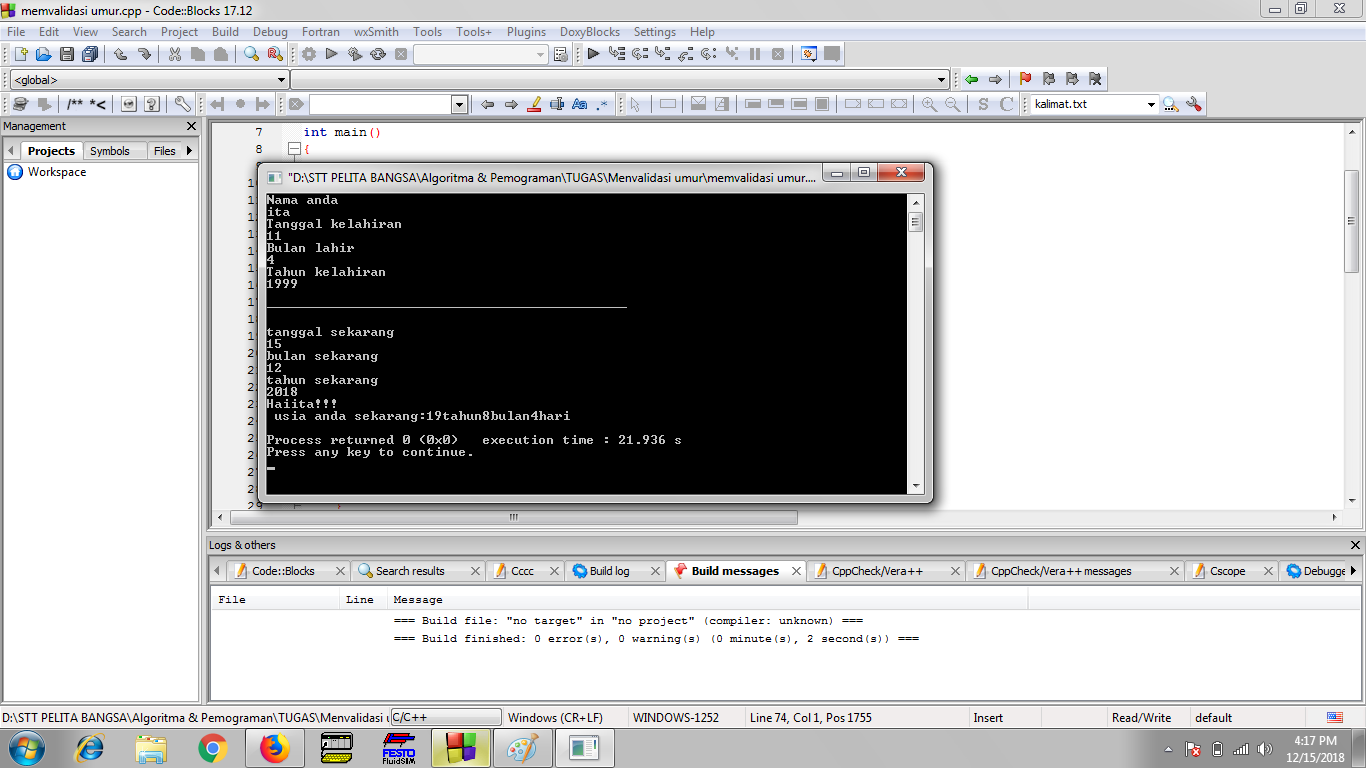 memvalidasi umur.cpp - Code::Blocks 17.12
File Edit View Search Project Build Debug Fortran wxSmith Tools Tools+ Plugins DoxyBlocks Settings Help
<global>
/** *< Aa .* S C kalimat.txt
Management
Projects Symbols Files
Workspace
7 int main()
8 {
"D:\STT PELITA BANGSA\Algoritma & Pemograman\TUGAS\Menvalidasi umur\memvalidasi umur....
Nama anda
ita
Tanggal kelahiran
11
Bulan lahir
4
Tahun kelahiran
1999
tanggal sekarang
15
bulan sekarang
12
tahun sekarang
2018
Haiita!!!
usia anda sekarang:19tahun8bulan4hari
Process returned 0 (0x0) execution time : 21.936 s
Press any key to continue.
Logs & others
Code::Blocks Search results Cccc Build log Build messages CppCheck/Vera++ CppCheck/Vera++ messages Cscope Debugge
File Line Message
=== Build file: "no target" in "no project" (compiler: unknown) ===
=== Build finished: 0 error(s), 0 warning(s) (0 minute(s), 2 second(s)) ===
D:\STT PELITA BANGSA\Algoritma & Pemograman\TUGAS\Menvalidasi u C/C++ Windows (CR+LF) WINDOWS-1252 Line 74, Col 1, Pos 1755 Insert Read/Write default
FESTO
FluidSIM
4:17 PM
12/15/2018